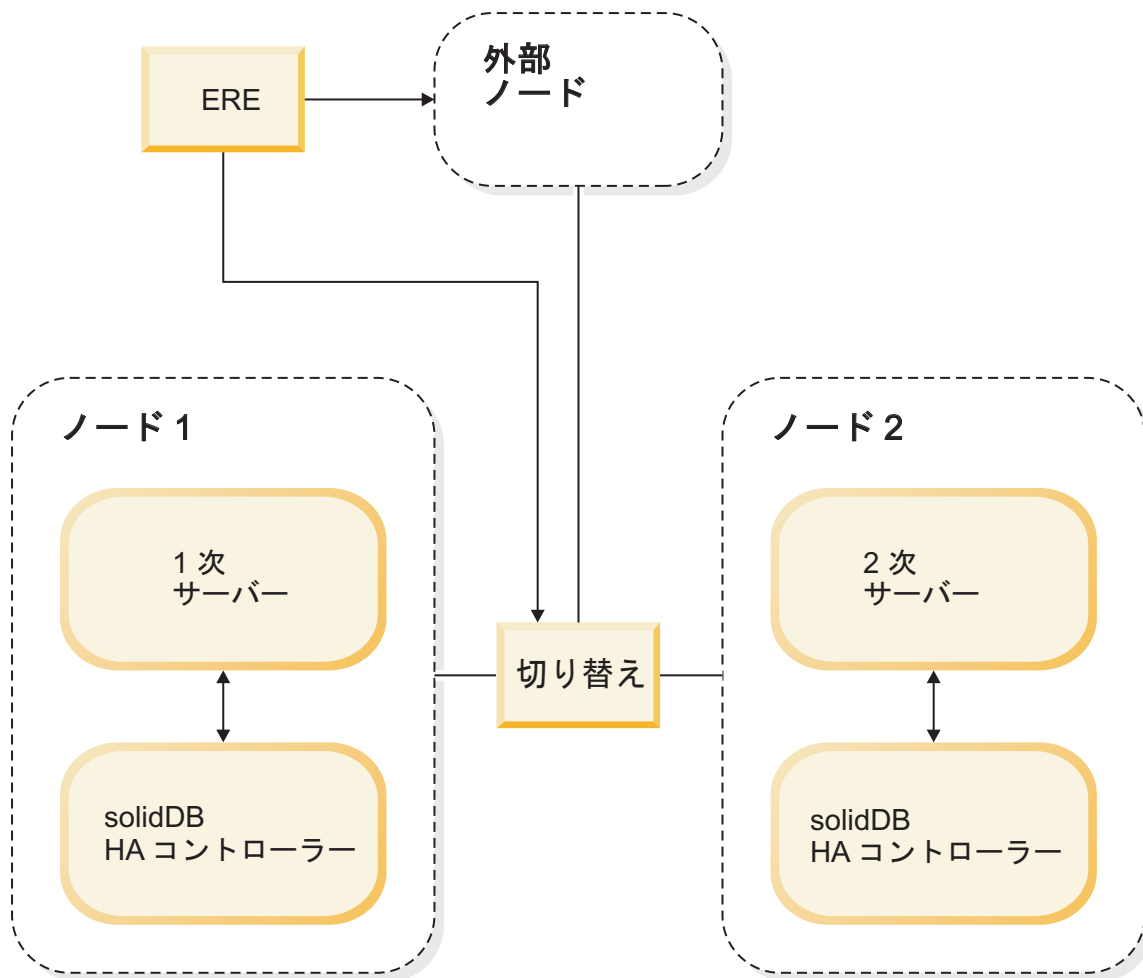 ERE
外部
ノード
ノード 1
1 次
サーバー
solidDB
HA コントローラー
切り替え
ノード 2
2 次
サーバー
solidDB
HA コントローラー